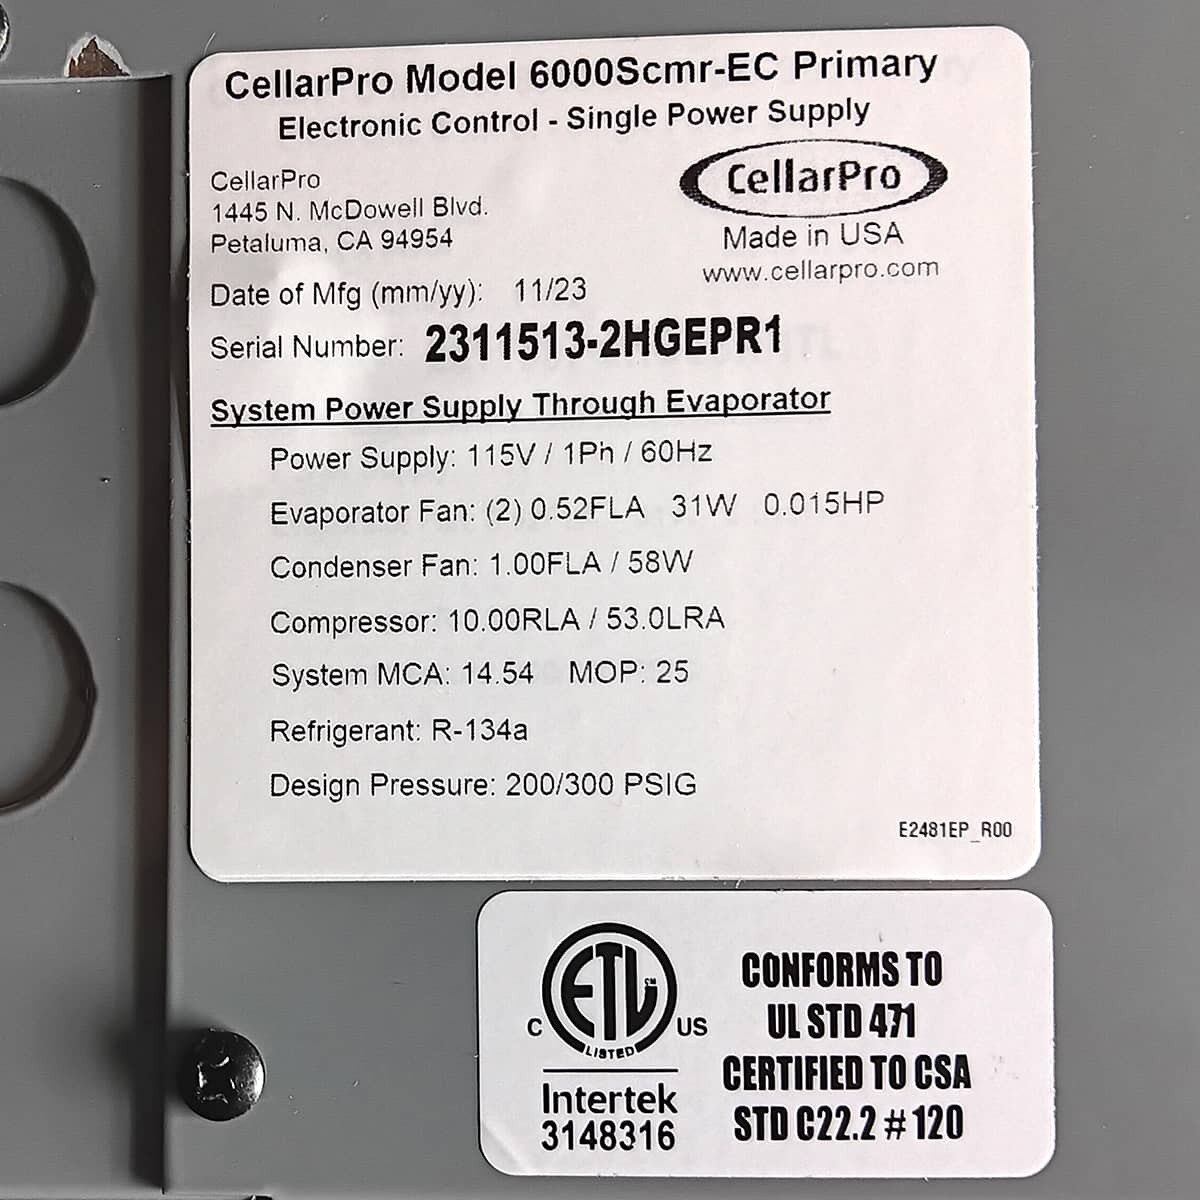 CellarPro Model 6000Scmr-EC Primary
Electronic Control - Single Power Supply
CellarPro
1445 N. McDowell Blvd.
Petaluma, CA 94954
CellarPro
Made in USA
www.cellarpro.com
Date of Mfg (mm/yy): 11/23
Serial Number: 2311513-2HGEPR1
System Power Supply Through Evaporator
Power Supply: 115V / 1Ph / 60Hz
Evaporator Fan: (2) 0.52FLA 31W 0.015HP
Condenser Fan: 1.00FLA / 58W
Compressor: 10.00RLA / 53.0LRA
System MCA: 14.54 MOP: 25
Refrigerant: R-134a
Design Pressure: 200/300 PSIG
E2481EP_R00
ETL SM
C US
LISTED
Intertek
3148316
CONFORMS TO
UL STD 471
CERTIFIED TO CSA
STD C22.2 # 120